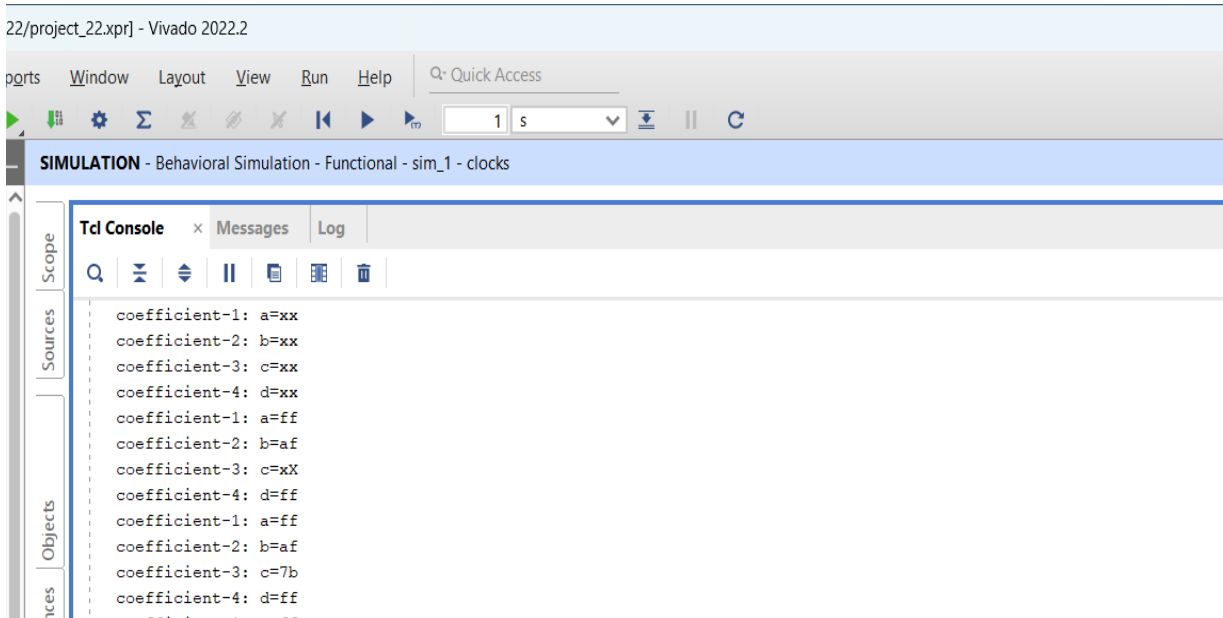 22/project_22.xpr] - Vivado 2022.2
ports Window Layout View Run Help Quick Access
1 s
SIMULATION - Behavioral Simulation - Functional - sim_1 - clocks
Tcl Console × Messages Log
Scope
Sources
Objects
coefficient-1: a=xx
coefficient-2: b=xx
coefficient-3: c=xx
coefficient-4: d=xx
coefficient-1: a=ff
coefficient-2: b=af
coefficient-3: c=xX
coefficient-4: d=ff
coefficient-1: a=ff
coefficient-2: b=af
coefficient-3: c=7b
coefficient-4: d=ff